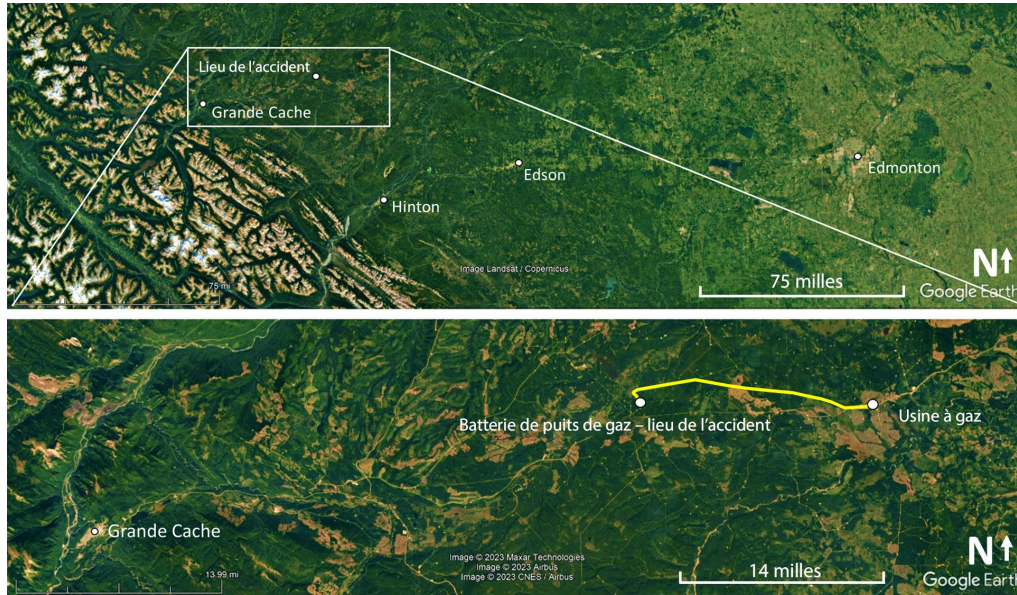 Lieu de l'accident
Grande Cache
Edson
Edmonton
Hinton
Image Landsat / Copernicus
75 mi
75 milles
N
Google Earth
Batterie de puits de gaz – lieu de l'accident
Usine à gaz
Grande Cache
Image © 2023 Maxar Technologies
Image © 2023 Airbus
Image © 2023 CNES / Airbus
13.99 mi
14 milles
N
Google Earth